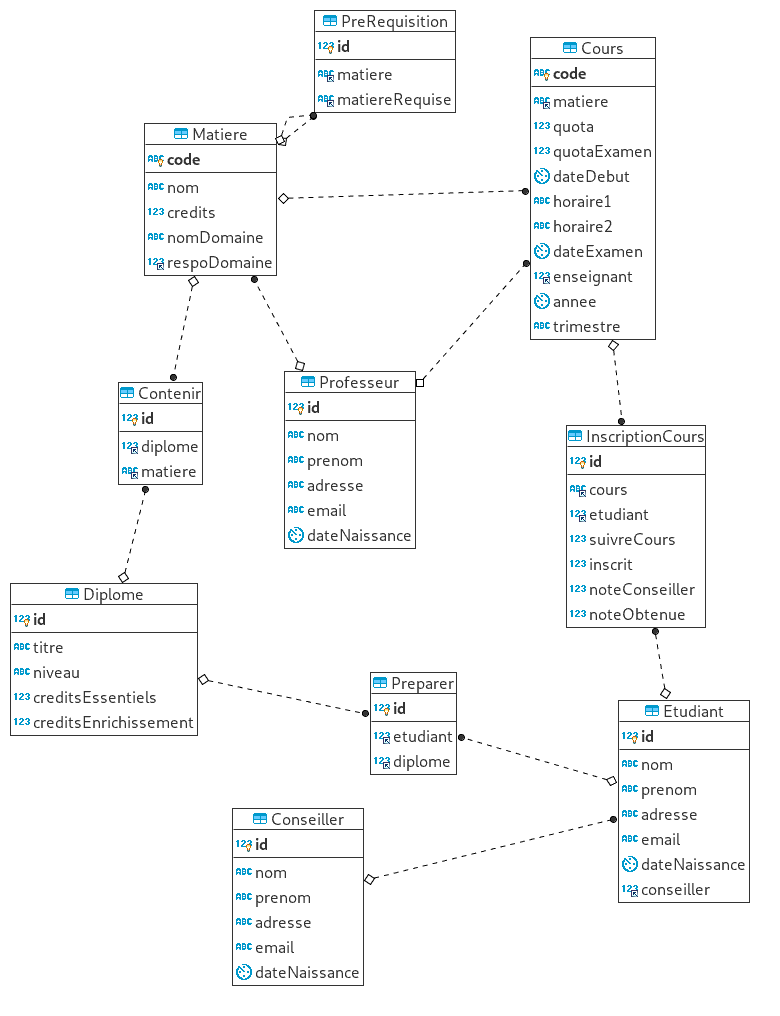 PreRequisition
123 id
ABC matiere
ABC matiereRequise
Cours
ABC code
ABC matiere
123 quota
123 quotaExamen
dateDebut
ABC horaire1
ABC horaire2
dateExamen
123 enseignant
annee
ABC trimestre
Matiere
ABC code
ABC nom
123 credits
ABC nomDomaine
123 respoDomaine
Contenir
123 id
123 diplome
ABC matiere
Professeur
123 id
ABC nom
ABC prenom
ABC adresse
ABC email
dateNaissance
InscriptionCours
123 id
ABC cours
123 etudiant
123 suivreCours
123 inscrit
123 noteConseiller
123 noteObtenue
Diplome
123 id
ABC titre
ABC niveau
123 creditsEssentiels
123 creditsEnrichissement
Preparer
123 id
123 etudiant
123 diplome
Etudiant
123 id
ABC nom
ABC prenom
ABC adresse
ABC email
dateNaissance
123 conseiller
Conseiller
123 id
ABC nom
ABC prenom
ABC adresse
ABC email
dateNaissance